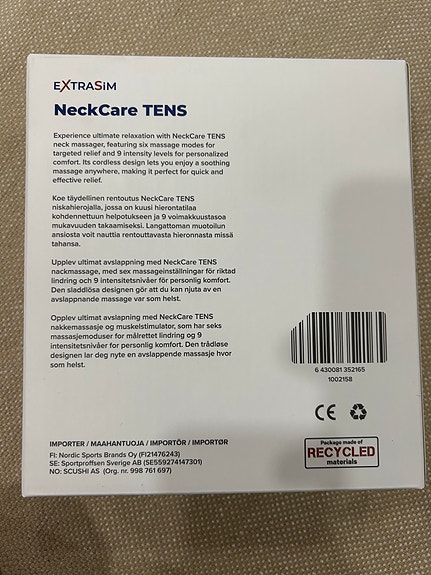 EXTRASIM
NeckCare TENS
Experience ultimate relaxation with NeckCare TENS
neck massager, featuring six massage modes for
targeted relief and 9 intensity levels for personalized
comfort. Its cordless design lets you enjoy a soothing
massage anywhere, making it perfect for quick and
effective relief.
Koe täydellinen rentoutus NeckCare TENS
niskahierojalla, jossa on kuusi hierontatilaa
kohdennettuun helpotukseen ja 9 voimakkuustasoa
mukavuuden takaamiseksi. Langattoman muotoilun
ansiosta voit nauttia rentouttavasta hieronnasta missä
tahansa.
Upplev ultimat avslappning med NeckCare TENS
nackmassage, med sex massageinställningar för riktad
lindring och 9 intensitetsnivåer för personlig komfort.
Den sladdlösa designen gör att du kan njuta av en
avslappnande massage var som helst.
Opplev ultimat avslapning med NeckCare TENS
nakkemassasje og muskelstimulator, som har seks
massasjemoduser for målrettet lindring og 9
intensitetsnivåer for personlig komfort. Den trådløse
designen lar deg nyte en avslappende massasje hvor
som helst.
6 430081 352165
1002158
CE
IMPORTER / MAAHANTUOJA / IMPORTÖR / IMPORTØR
FI: Nordic Sports Brands Oy (FI21476243)
SE: Sportproffsen Sverige AB (SE559274147301)
NO: SCUSHI AS (Org. nr. 998 761 697)
Package made of
RECYCLED
materials